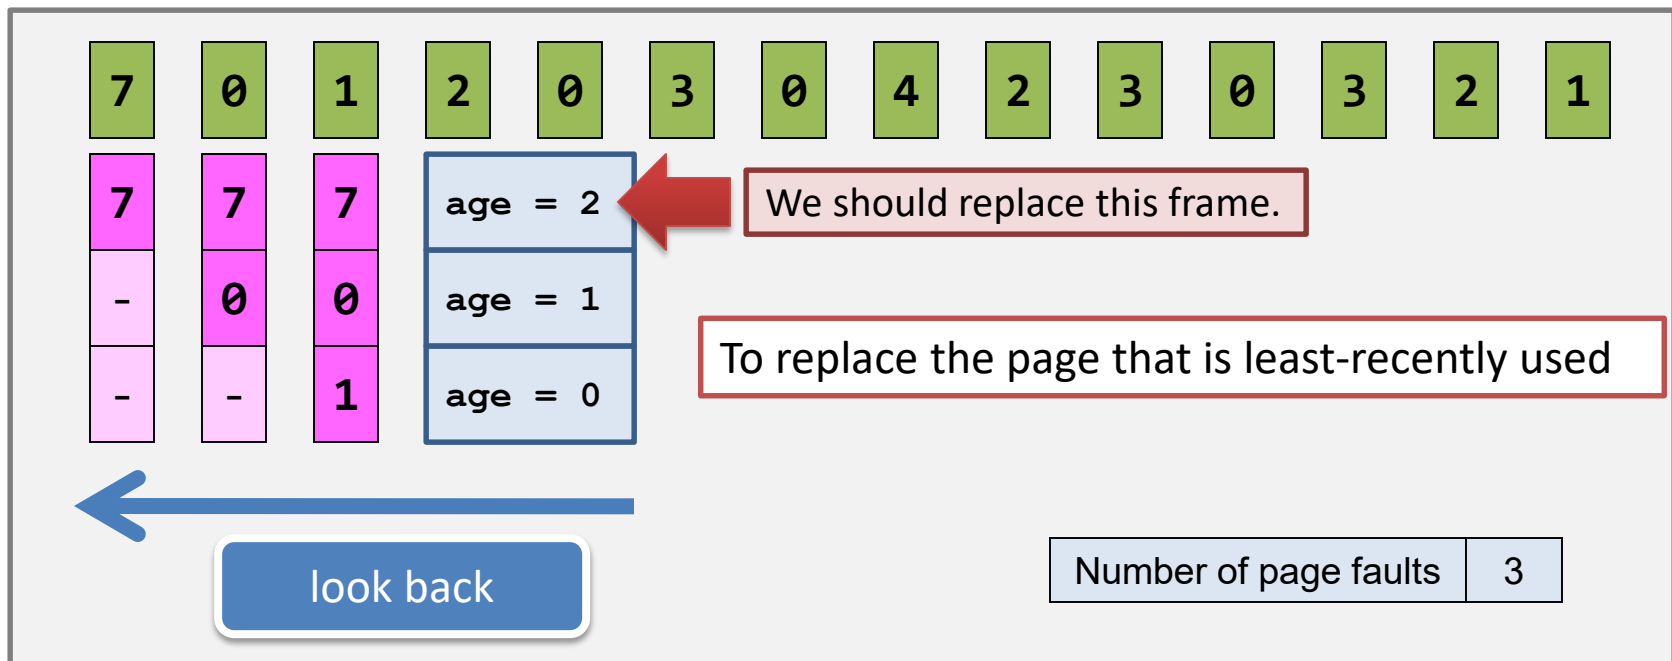 7 0 1 2 0 3 0 4 2 3 0 3 2 1
7 7 7 age = 2 We should replace this frame.
- 0 0 age = 1
To replace the page that is least-recently used
- - 1 age = 0
look back
Number of page faults 3